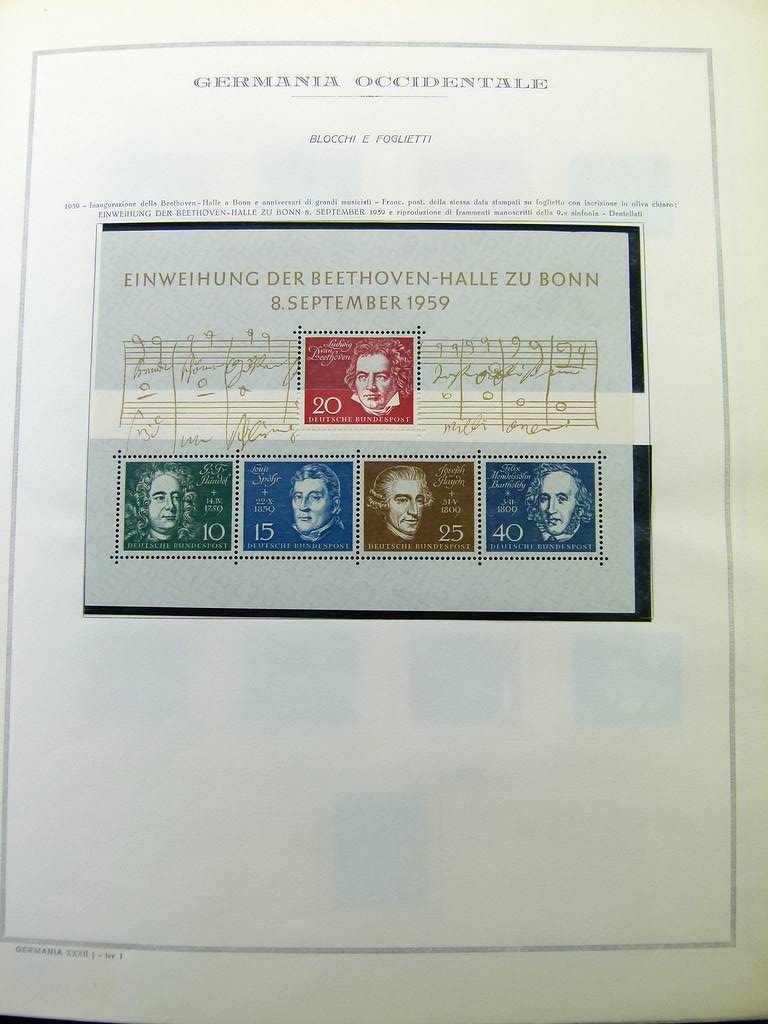 GERMANIA OCCIDENTALE
BLOCCHI E FOGLIETTI
1959 - Inaugurazione della Beethoven-Halle a Bonn e anniversari di grandi musicisti - Franc. post. della stessa data stampati su foglietto con iscrizione in oliva chiaro:
EINWEIHUNG DER BEETHOVEN-HALLE ZU BONN 8. SEPTEMBER 1959 e riproduzione di frammenti manoscritti della 9.a sinfonia - Dentellati
EINWEIHUNG DER BEETHOVEN-HALLE ZU BONN
8. SEPTEMBER 1959
Ludwig
van
Beethoven
20
DEUTSCHE BUNDESPOST
G. Fr.
Händel
+
14.IV.
1759
10
DEUTSCHE BUNDESPOST
Louis
Spohr
+
22·X·
1859
15
DEUTSCHE BUNDESPOST
Joseph
Haydn
+
31·V·
1809
25
DEUTSCHE BUNDESPOST
Felix
Mendelssohn
Bartholdy
*
3·II·
1809
40
DEUTSCHE BUNDESPOST
GERMANIA XXXII